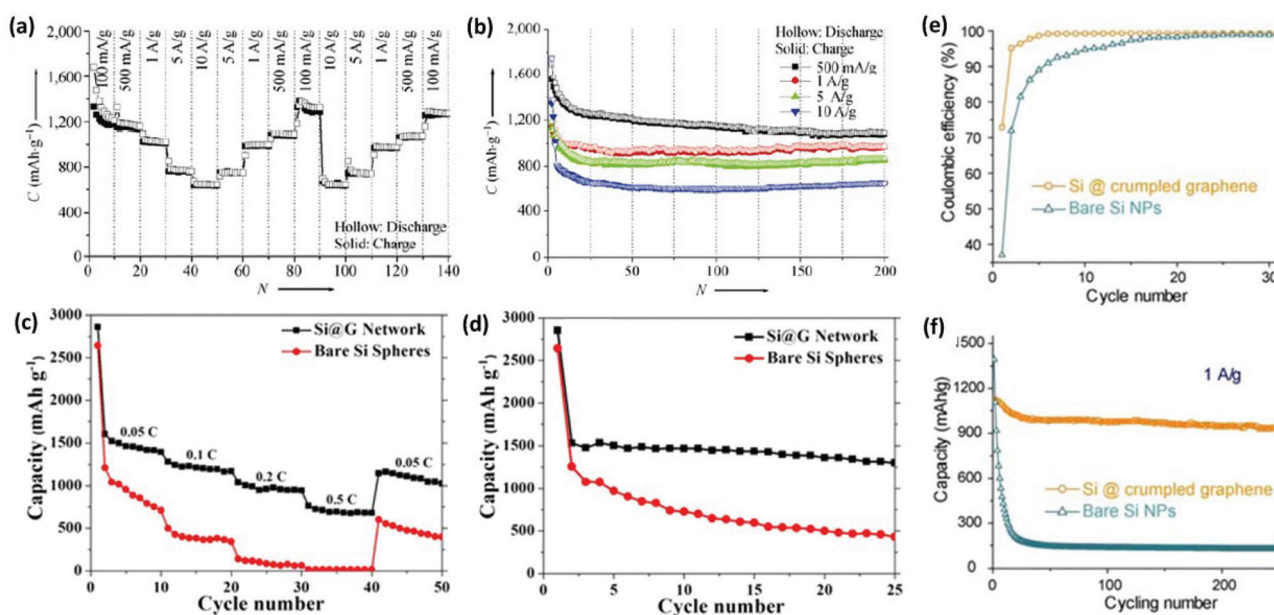 (a)
2,000
1,600
1,200
800
400
0
C (mAh·g⁻¹)
100 mA/g
500 mA/g
1 A/g
5 A/g
10 A/g
5 A/g
1 A/g
500 mA/g
100 mA/g
10 A/g
5 A/g
1 A/g
500 mA/g
100 mA/g
Hollow: Discharge
Solid: Charge
0 20 40 60 80 100 120 140
N
(b)
2,000
1,600
1,200
800
400
0
C (mAh·g⁻¹)
Hollow: Discharge
Solid: Charge
500 mA/g
1 A/g
5 A/g
10 A/g
0 50 100 150 200
N
(e)
100
90
80
70
60
50
40
Coulombic efficiency (%)
Si @ crumpled graphene
Bare Si NPs
0 10 20 30
Cycle number
(c)
3000
2500
2000
1500
1000
500
0
Capacity (mAh g⁻¹)
Si@G Network
Bare Si Spheres
0.05 C
0.1 C
0.2 C
0.5 C
0.05 C
0 10 20 30 40 50
Cycle number
(d)
3000
2500
2000
1500
1000
500
0
Capacity (mAh g⁻¹)
Si@G Network
Bare Si Spheres
0 5 10 15 20 25
Cycle number
(f)
1500
1200
900
600
300
0
Capacity (mAh/g)
1 A/g
Si @ crumpled graphene
Bare Si NPs
0 100 200
Cycling number